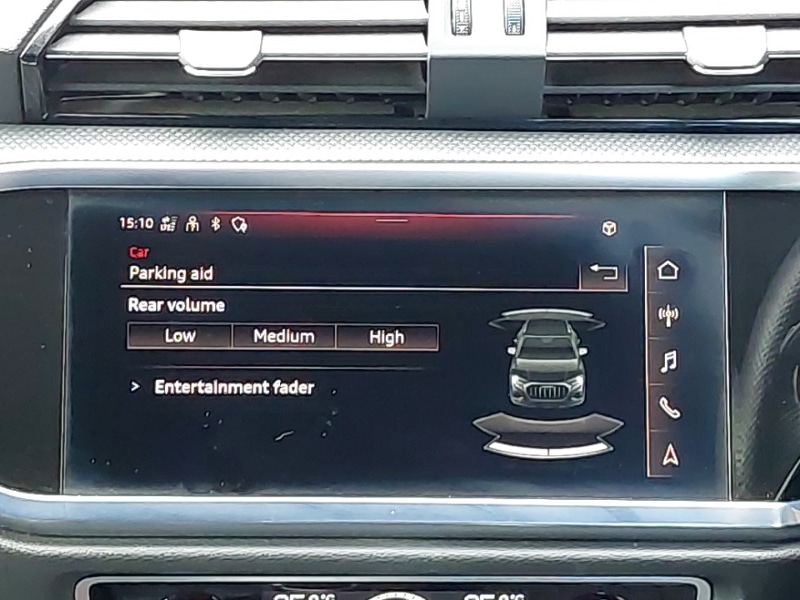 15:10
Car
Parking aid
Rear volume
Low Medium High
> Entertainment fader